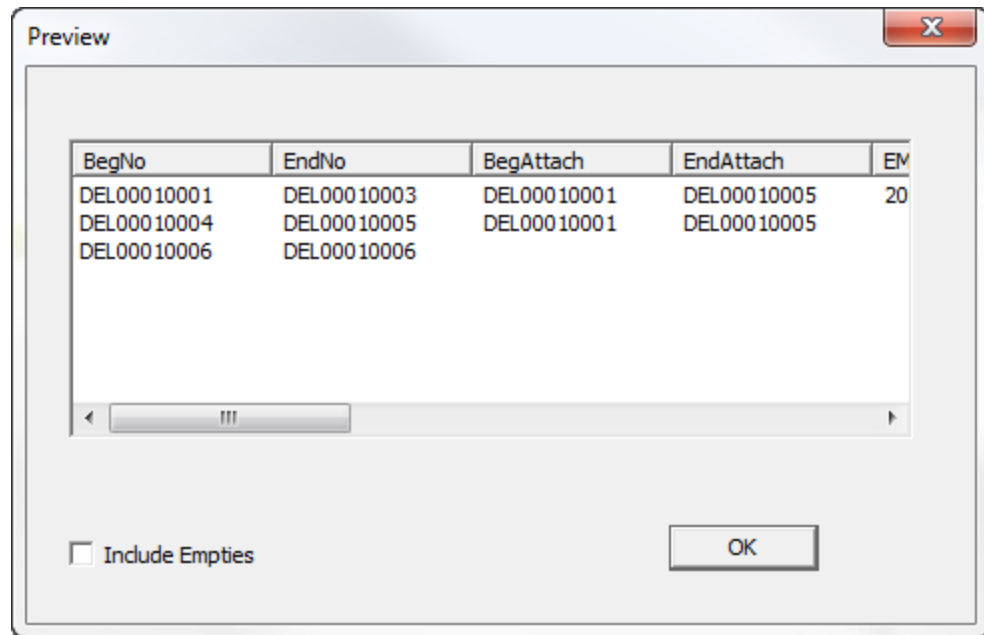 Preview
BegNo EndNo BegAttach EndAttach EM
DEL00010001 DEL00010003 DEL00010001 DEL00010005 20
DEL00010004 DEL00010005 DEL00010001 DEL00010005
DEL00010006 DEL00010006
Include Empties
OK